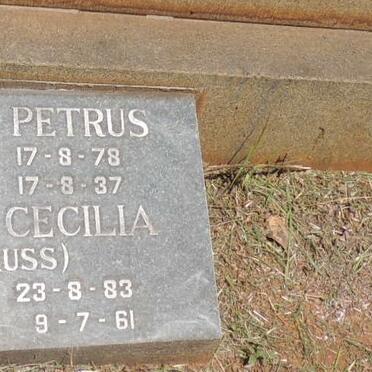 PETRUS
17-8-78
17-8-37
CECILIA
USS)
23-8-83
9-7-61